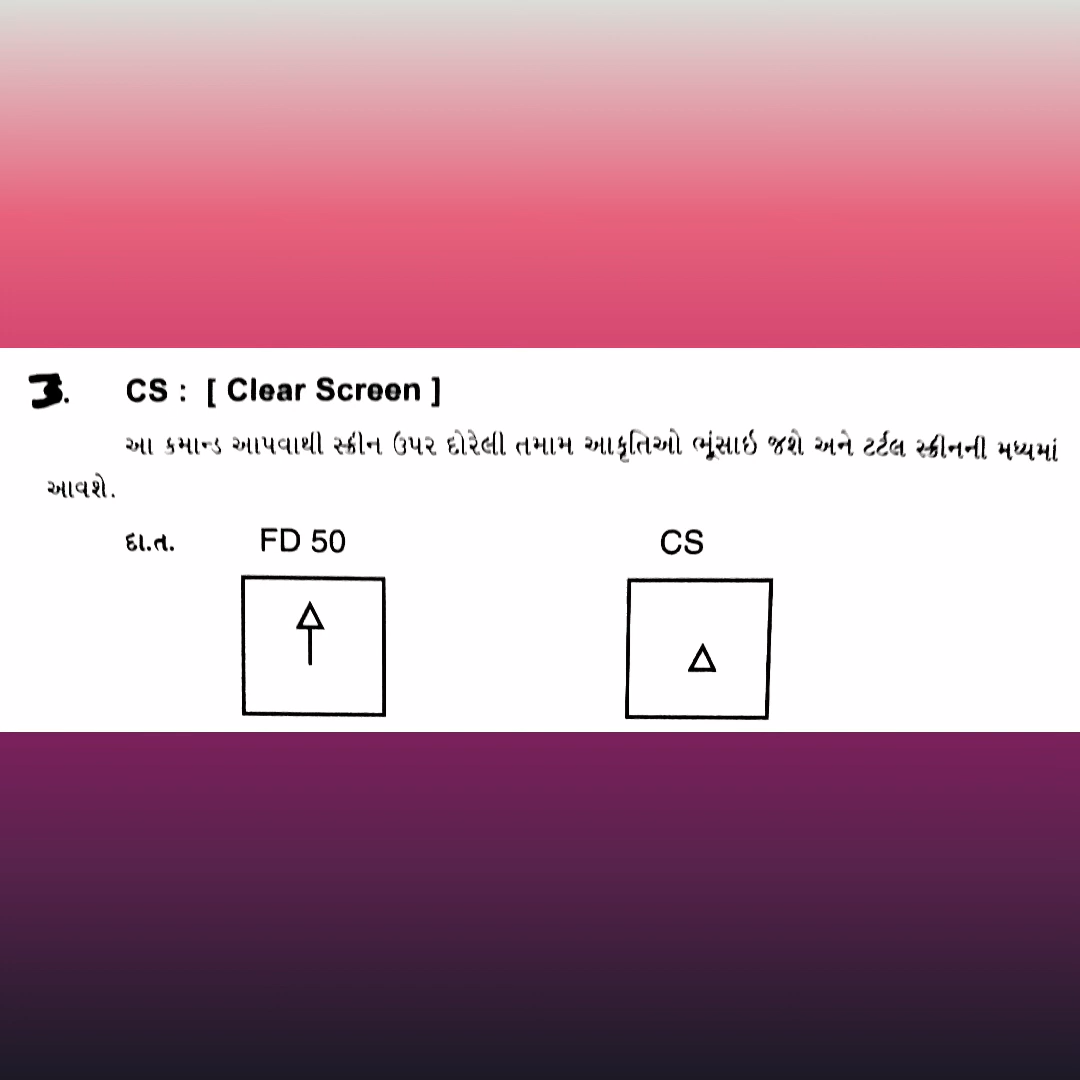 3. CS : [ Clear Screen ]
આ કમાન્ડ આપવાથી સ્ક્રીન ઉપર દોરેલી તમામ આકૃતિઓ ભૂંસાઇ જશે અને ટર્ટલ સ્ક્રીનની મધ્યમાં
આવશે.
દા.ત. FD 50 CS